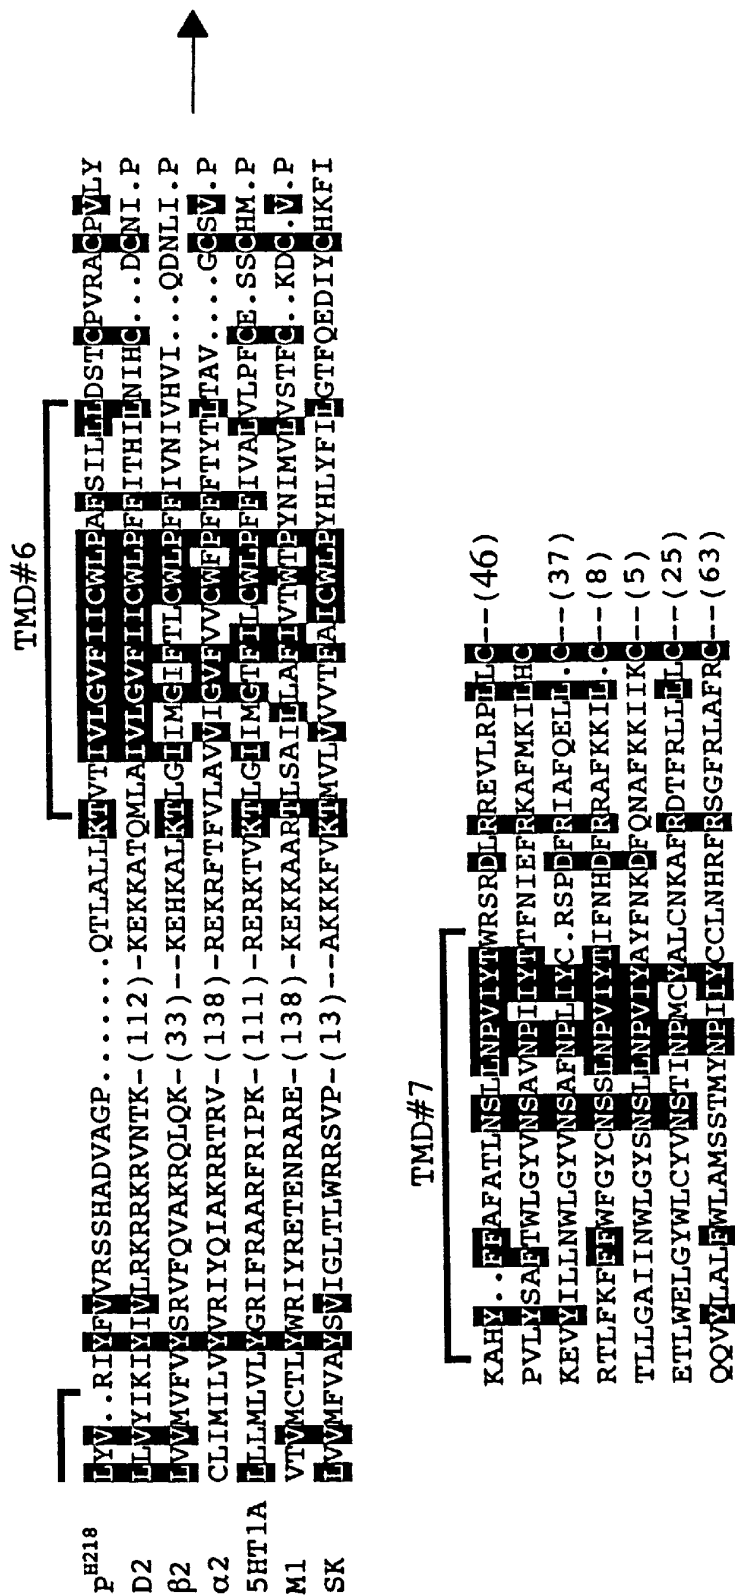 TMD#6
pH218 LYV..RIYFVVRSSHADVAGP........QTLALLKTVTIVLGVFIICWLPAFSILLLDSTCPVRACPVLY
D2 LLVYIKIYIVLRKRRKRVNTK-(112)-KEKKATQMLAIVLGVFIICWLPFFITHILNIHC...DCNI.P
β2 LVVMVFVYSRVFQVAKRQLQK-(33)--KEHKALKTLGIIMGIFTLCWLPFFIVNIVHVI...QDNLI.P
α2 CLIMILVYVRIYQIAKRRTRV-(138)-REKRFTFVLAVVIGVFVVCWFPFFFTYTLTAV....GCSV.P
5HT1A LLLMLVLYGRIFRAARFRIPK-(111)-RERKTVKTLGIIMGTFILCWLPFFIVALVLPFCE.SSCHM.P
M1 VTVMCTLYWRIYRETENRARE-(138)-KEKKAARTLSAILLAFIVTWTPYNIMVLVSTFC..KDC.V.P
SK LVVMFVAYSVIGLTLWRRSVP-(13)--AKKKFVKTMVLVVVTFAICWLPYHLYFILGTFQEDIYCHKFI
TMD#7
KAHY..FFAFATLNSLLNPVIYTWRSRDLRREVLRPLLC--(46)
PVLYSAFTWLGYVNSAVNPIIYTTFNIEFRKAFMKILHC
KEVYILLNWLGYVNSAFNPLIYC.RSPDFRIAFQELL.C--(37)
RTLFKFFFWFGYCNSSLNPVIYTIFNHDFRRAFKKIL.C--(8)
TLLGAIINWLGYSNSLLNPVIYAYFNKDFQNAFKKIIKC--(5)
ETLWELGYWLCYVNSTINPMCYALCNKAFRDTFRLLLLC--(25)
QQVYLALFWLAMSSTMYNPIIYCCLNHRFRSGFRLAFRC--(63)